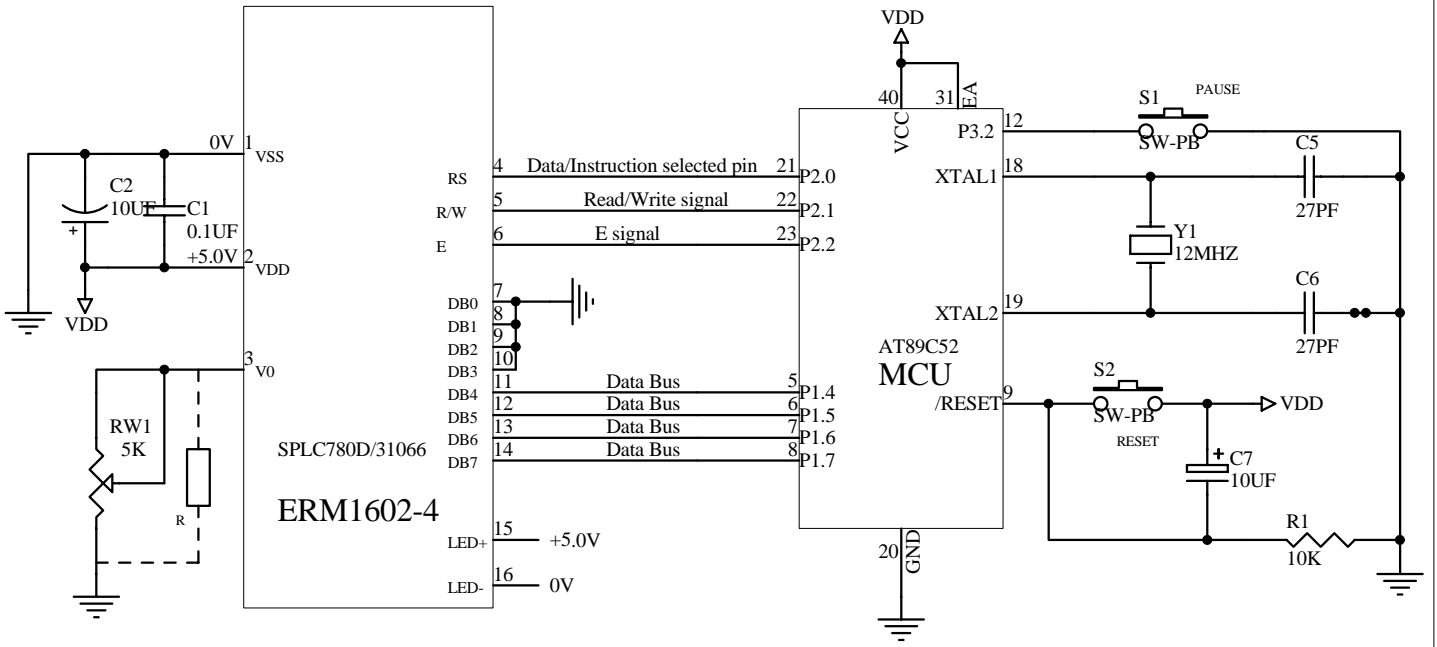 0V
1
VSS
C2
10UF
C1
0.1UF
+5.0V
2
VDD
VDD
3
V0
RW1
5K
R
SPLC780D/31066
ERM1602-4
RS
4
Data/Instruction selected pin
21
P2.0
R/W
5
Read/Write signal
22
P2.1
E
6
E signal
23
P2.2
DB0
7
DB1
8
DB2
9
DB3
10
DB4
11
Data Bus
5
P1.4
DB5
12
Data Bus
6
P1.5
DB6
13
Data Bus
7
P1.6
DB7
14
Data Bus
8
P1.7
LED+
15
+5.0V
LED-
16
0V
VDD
40
VCC
31
EA
P3.2
12
S1
PAUSE
SW-PB
XTAL1
18
C5
27PF
Y1
12MHZ
XTAL2
19
C6
27PF
AT89C52
MCU
/RESET
9
S2
SW-PB
RESET
VDD
C7
+
10UF
R1
10K
20
GND
+